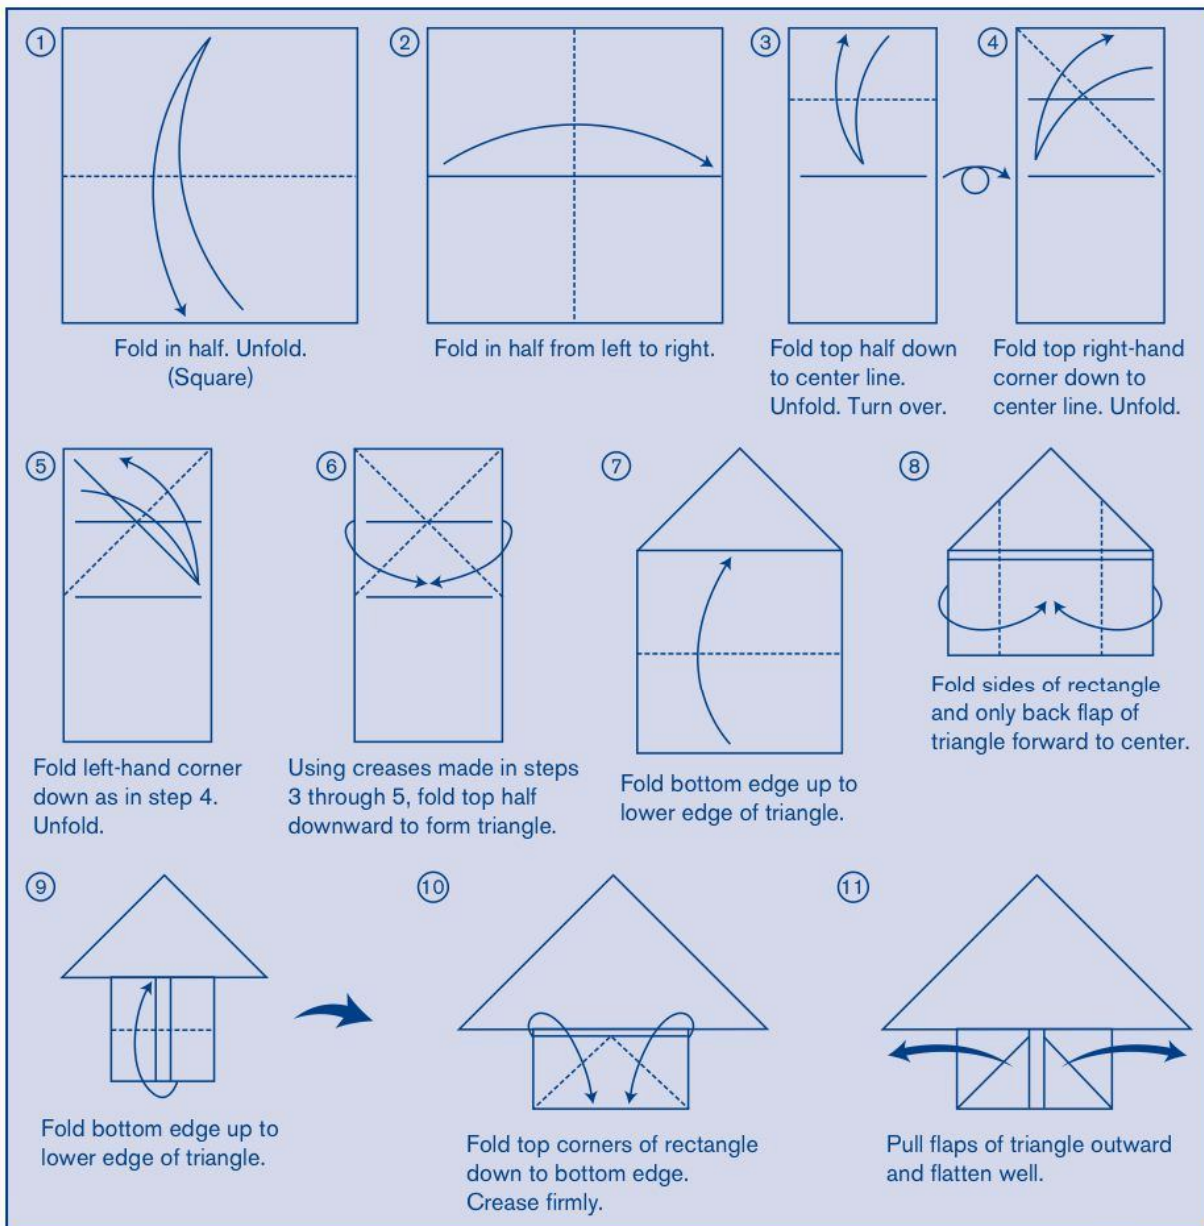 1
Fold in half. Unfold.
(Square)
2
Fold in half from left to right.
3
Fold top half down
to center line.
Unfold. Turn over.
4
Fold top right-hand
corner down to
center line. Unfold.
5
Fold left-hand corner
down as in step 4.
Unfold.
6
Using creases made in steps
3 through 5, fold top half
downward to form triangle.
7
Fold bottom edge up to
lower edge of triangle.
8
Fold sides of rectangle
and only back flap of
triangle forward to center.
9
Fold bottom edge up to
lower edge of triangle.
10
Fold top corners of rectangle
down to bottom edge.
Crease firmly.
11
Pull flaps of triangle outward
and flatten well.